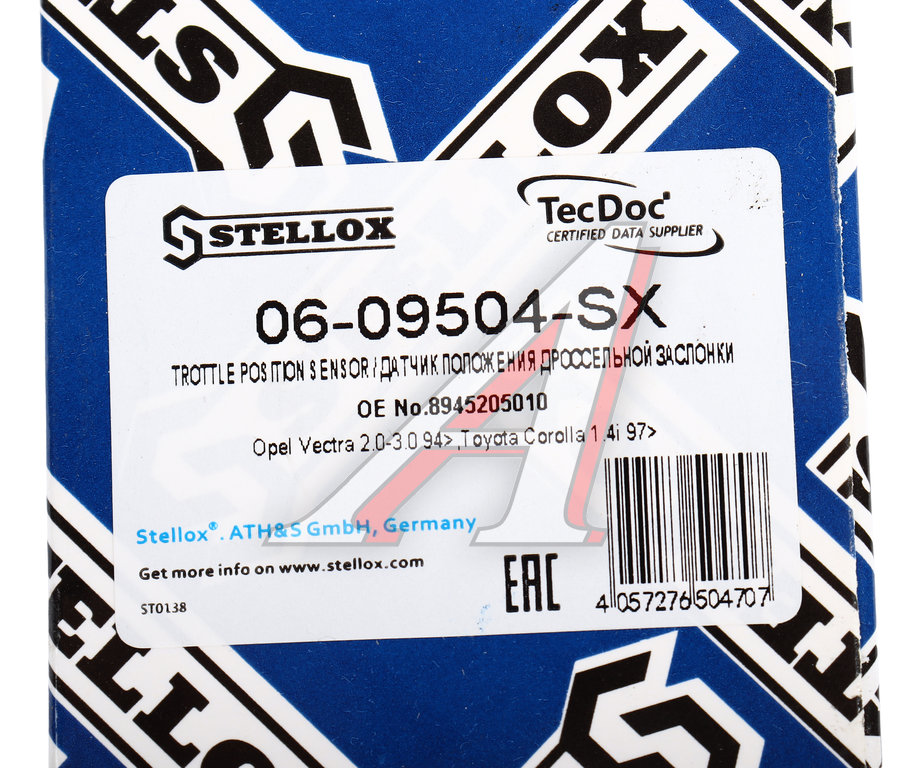 STELLOX
TecDoc
CERTIFIED DATA SUPPLIER
06-09504-SX
TROTTLE POSITION SENSOR / ДАТЧИК ПОЛОЖЕНИЯ ДРОССЕЛЬНОЙ ЗАСЛОНКИ
OE No.8945205010
Opel Vectra 2.0-3.0 94> ,Toyota Corolla 1.4i 97>
Stellox®. ATH&S GmbH, Germany
Get more info on www.stellox.com
ST0138
EAC
4 057276 504707